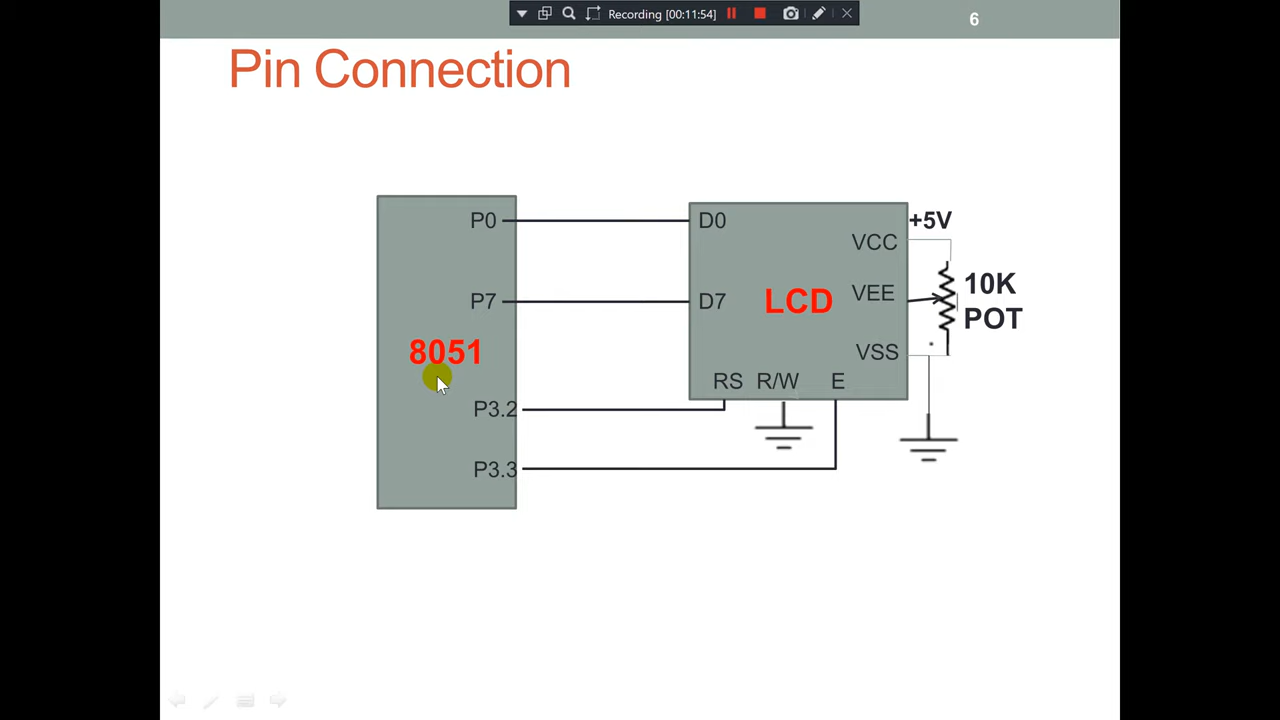 Recording [00:11:54]
6
Pin Connection
P0
D0
+5V
VCC
P7
D7
LCD
VEE
10K
POT
8051
VSS
RS R/W E
P3.2
P3.3